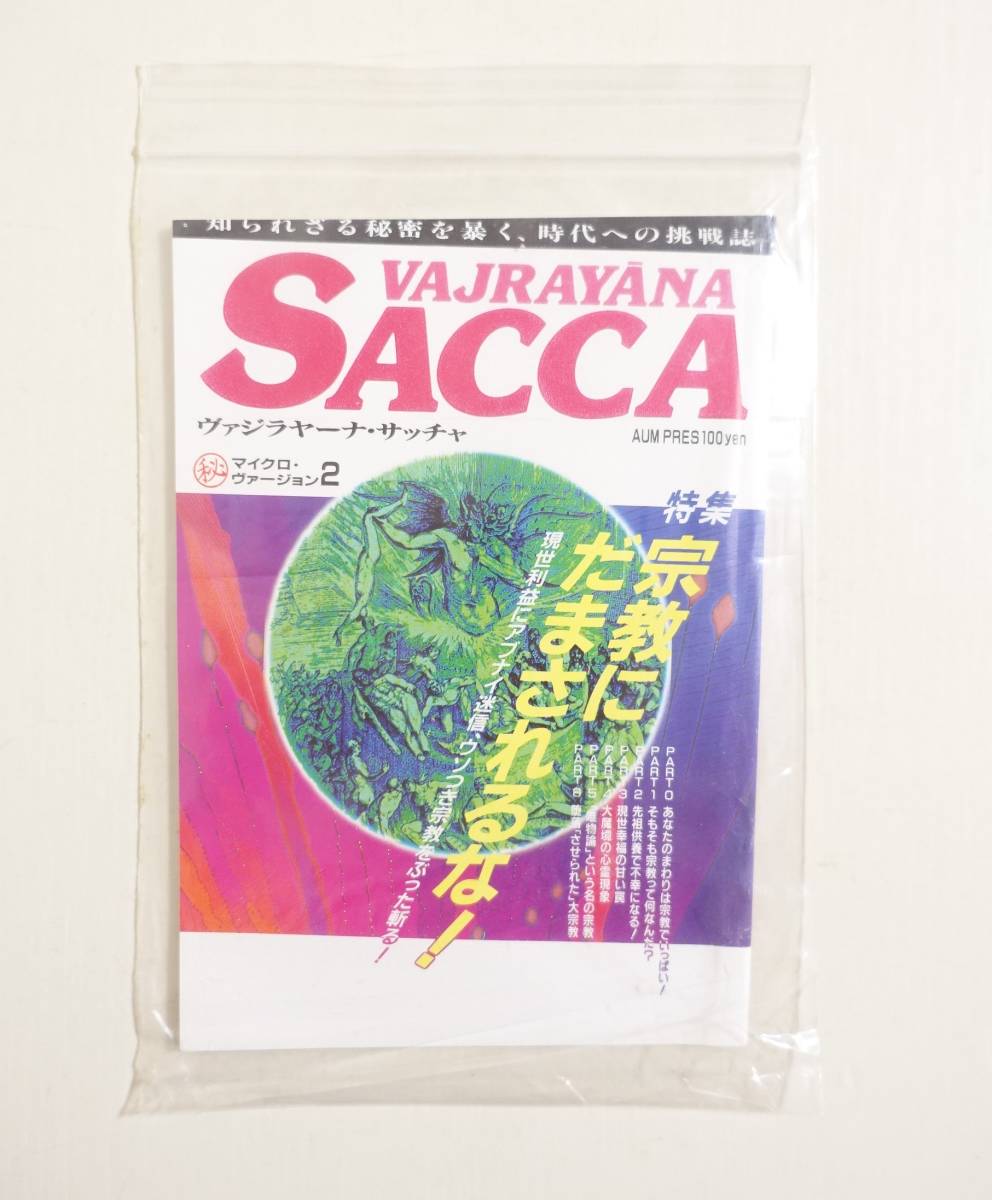 知られざる秘密を暴く、時代への挑戦誌
VAJRAYĀNA
SACCA
ヴァジラヤーナ・サッチャ
AUM PRES100yen
秘
マイクロ・
ヴァージョン2
特集
宗教に
だまされるな!
現世利益にアブナイ迷信、ウソつき宗教をぶった斬る!
PART0 あなたのまわりは宗教でいっぱい!
PART1 そもそも宗教って何なんだ?
PART2 先祖供養で不幸になる!
PART3 現世幸福の甘い罠
PART4 大魔境の心霊現象
PART5 「唯物論」という名の宗教
PART6 堕落「させられた」大宗教